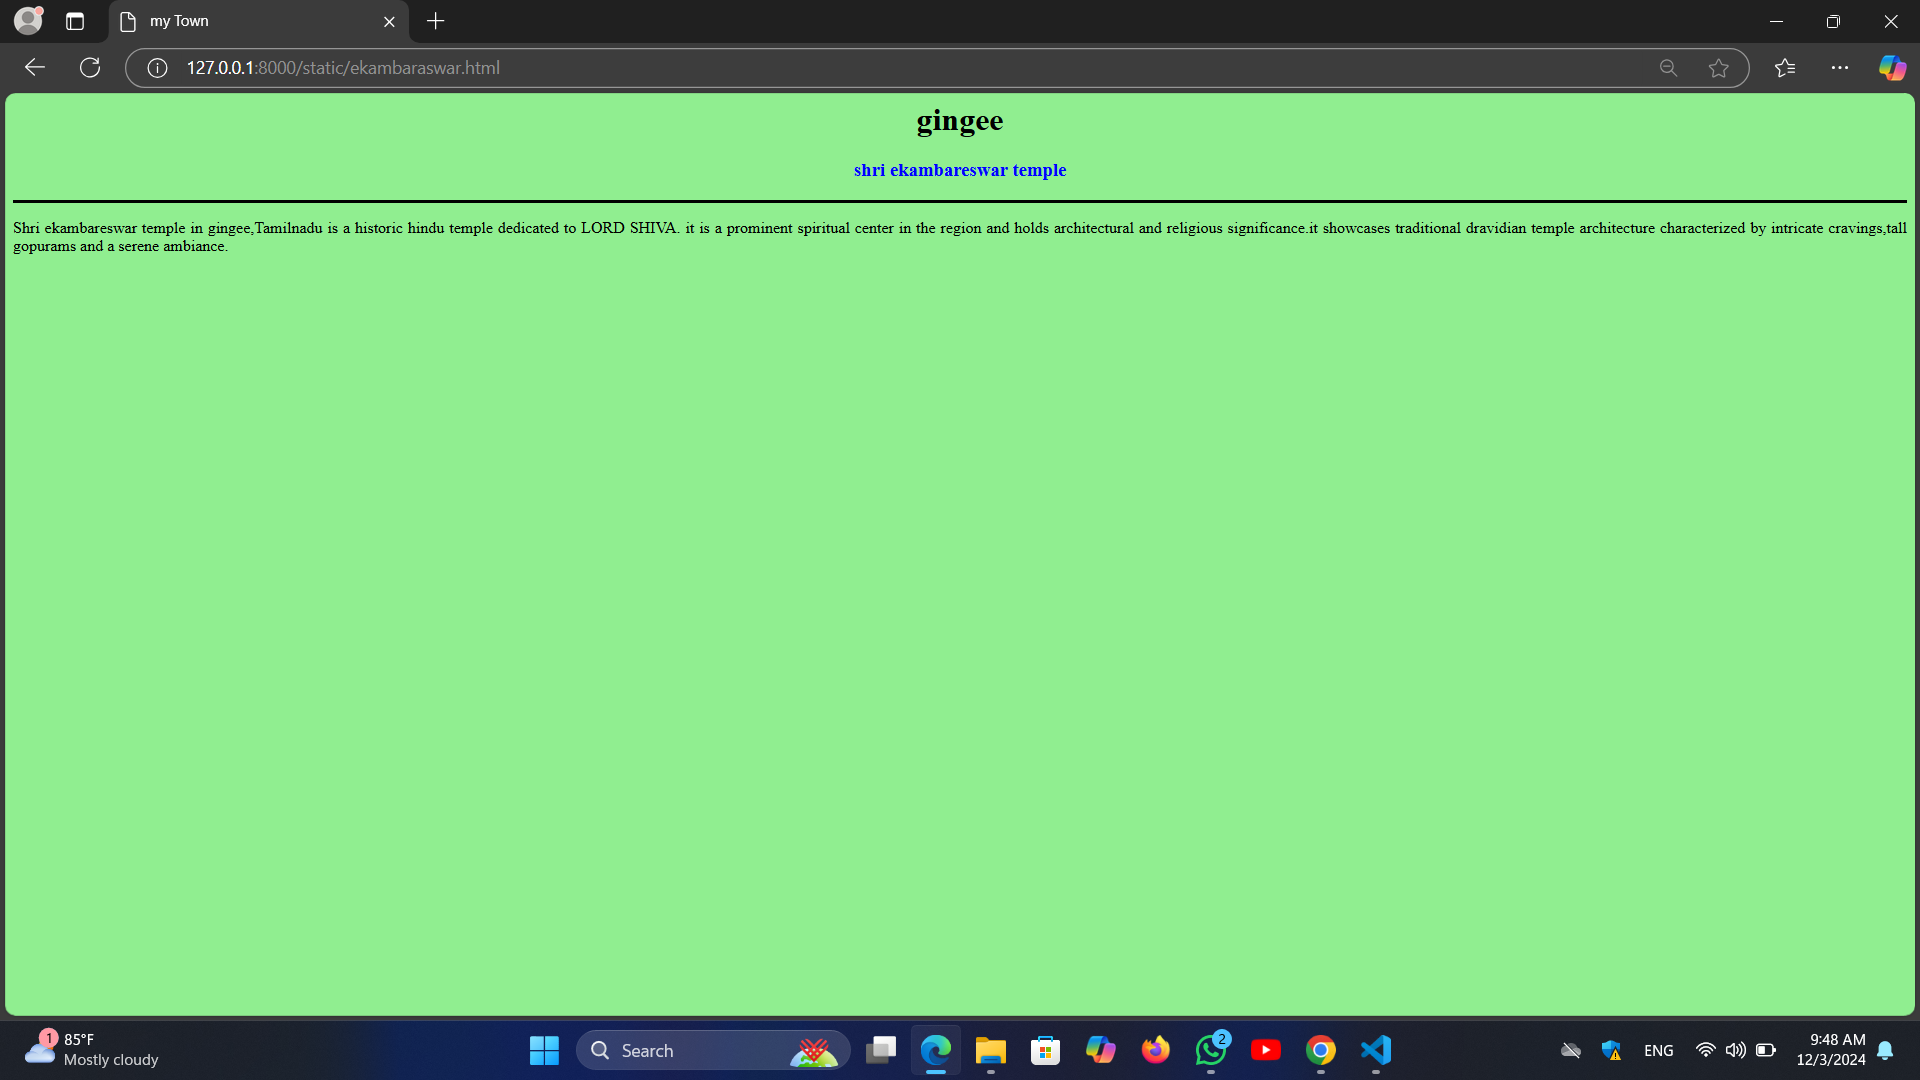 my Town
127.0.0.1:8000/static/ekambaraswar.html
gingee
shri ekambareswar temple
Shri ekambareswar temple in gingee,Tamilnadu is a historic hindu temple dedicated to LORD SHIVA. it is a prominent spiritual center in the region and holds architectural and religious significance.it showcases traditional dravidian temple architecture characterized by intricate cravings,tall
gopurams and a serene ambiance.
1
85°F
Mostly cloudy
Search
2
ENG
9:48 AM
12/3/2024